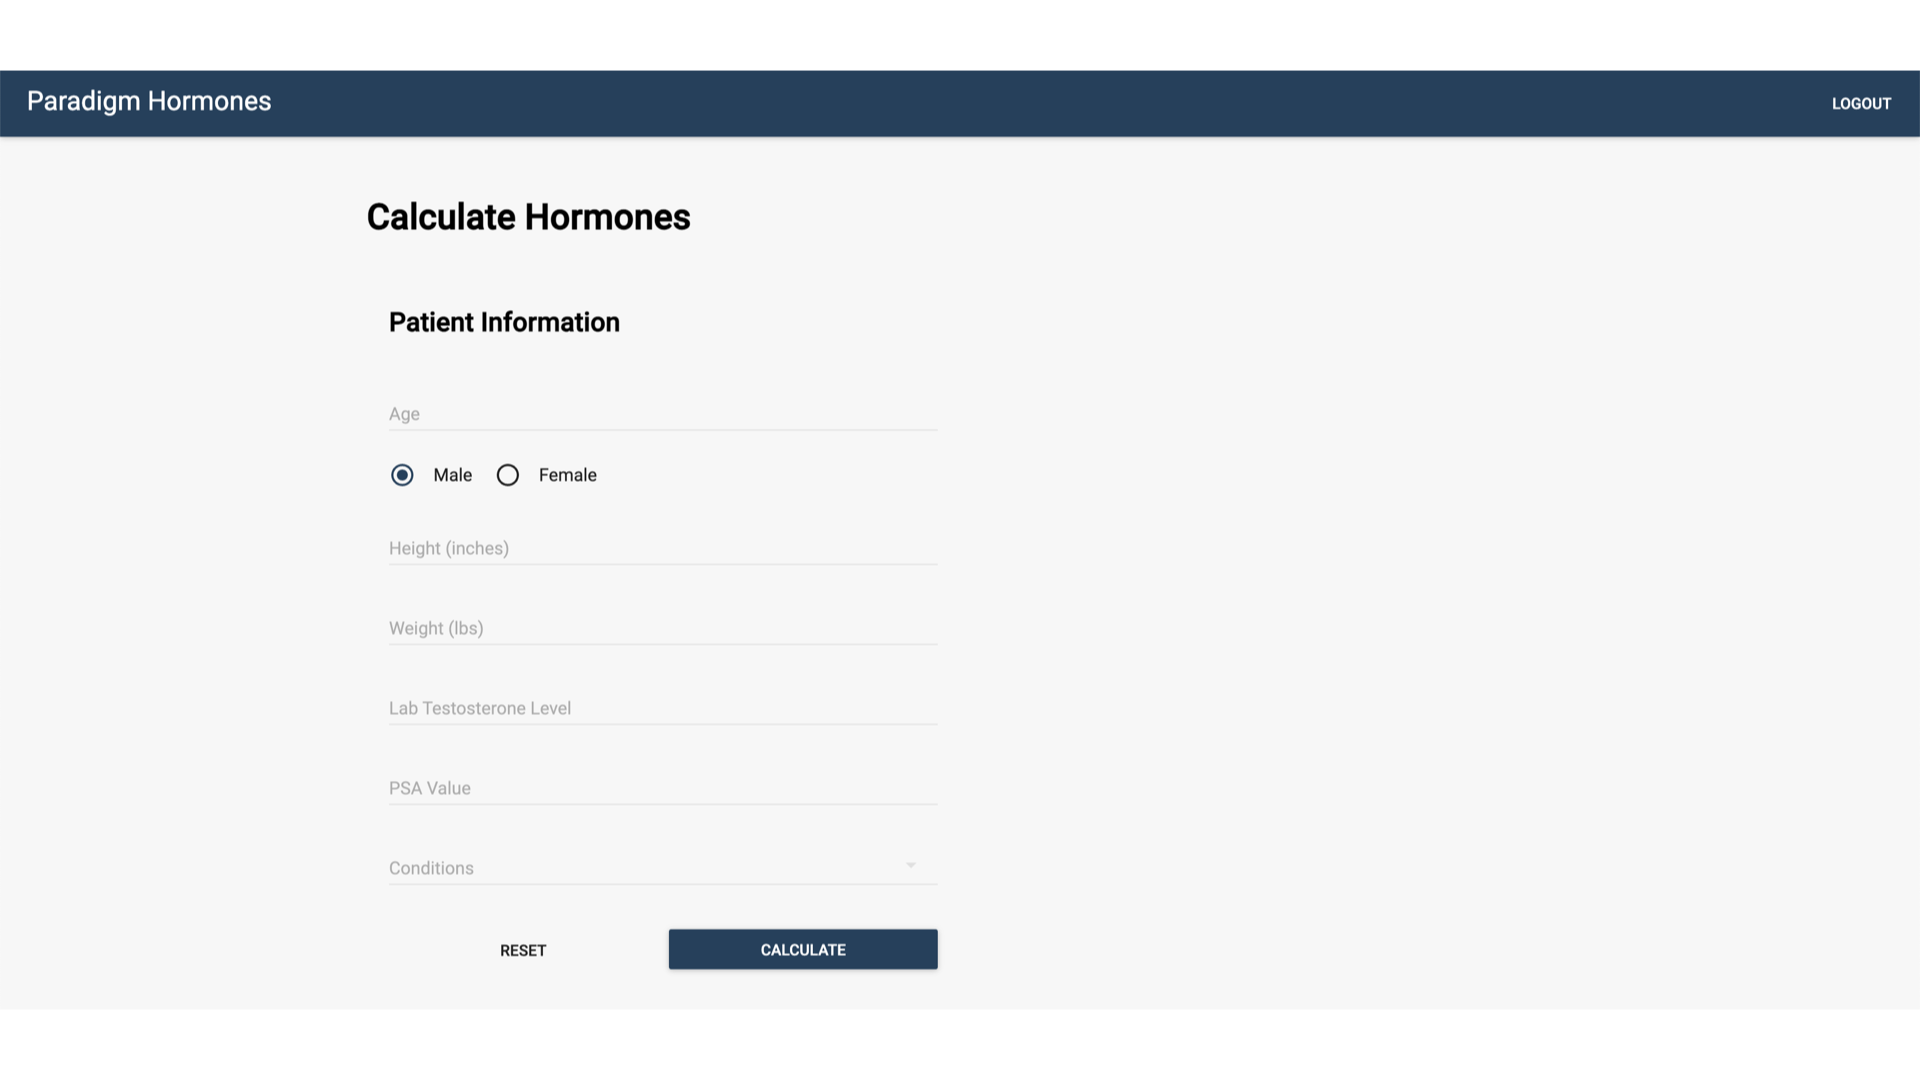 Paradigm Hormones
LOGOUT
Calculate Hormones
Patient Information
Age
Male Female
Height (inches)
Weight (lbs)
Lab Testosterone Level
PSA Value
Conditions
RESET CALCULATE